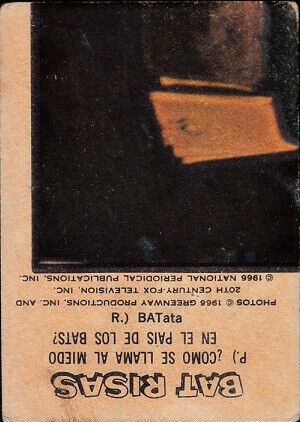 BAT RISAS
P.) ¿COMO SE LLAMA AL MIEDO
EN EL PAIS DE LOS BATS?
R.) BATata
PHOTOS © 1966 GREENWAY PRODUCTIONS, INC. AND
20TH CENTURY-FOX TELEVISION, INC.
© 1966 NATIONAL PERIODICAL PUBLICATIONS, INC.